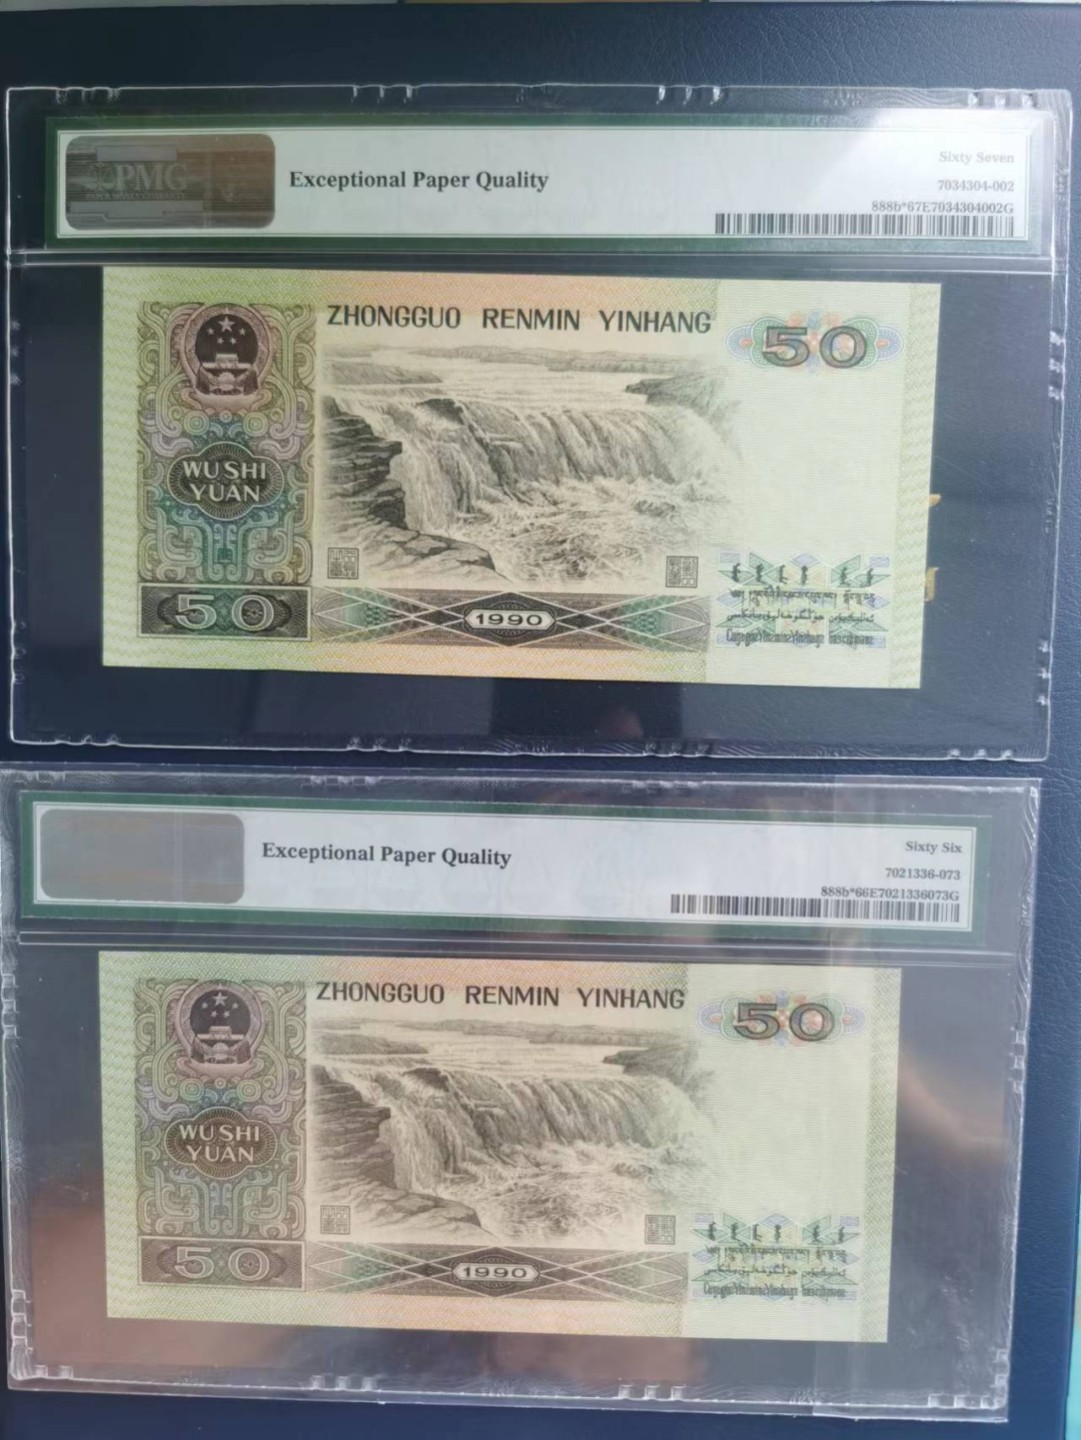 PMG
Exceptional Paper Quality
Sixty Seven
7034304-002
888b*67E7034304002G
ZHONGGUO RENMIN YINHANG
50
WU SHI
YUAN
50
1990
Exceptional Paper Quality
Sixty Six
7021336-073
888b*66E7021336073G
ZHONGGUO RENMIN YINHANG
50
WU SHI
YUAN
50
1990